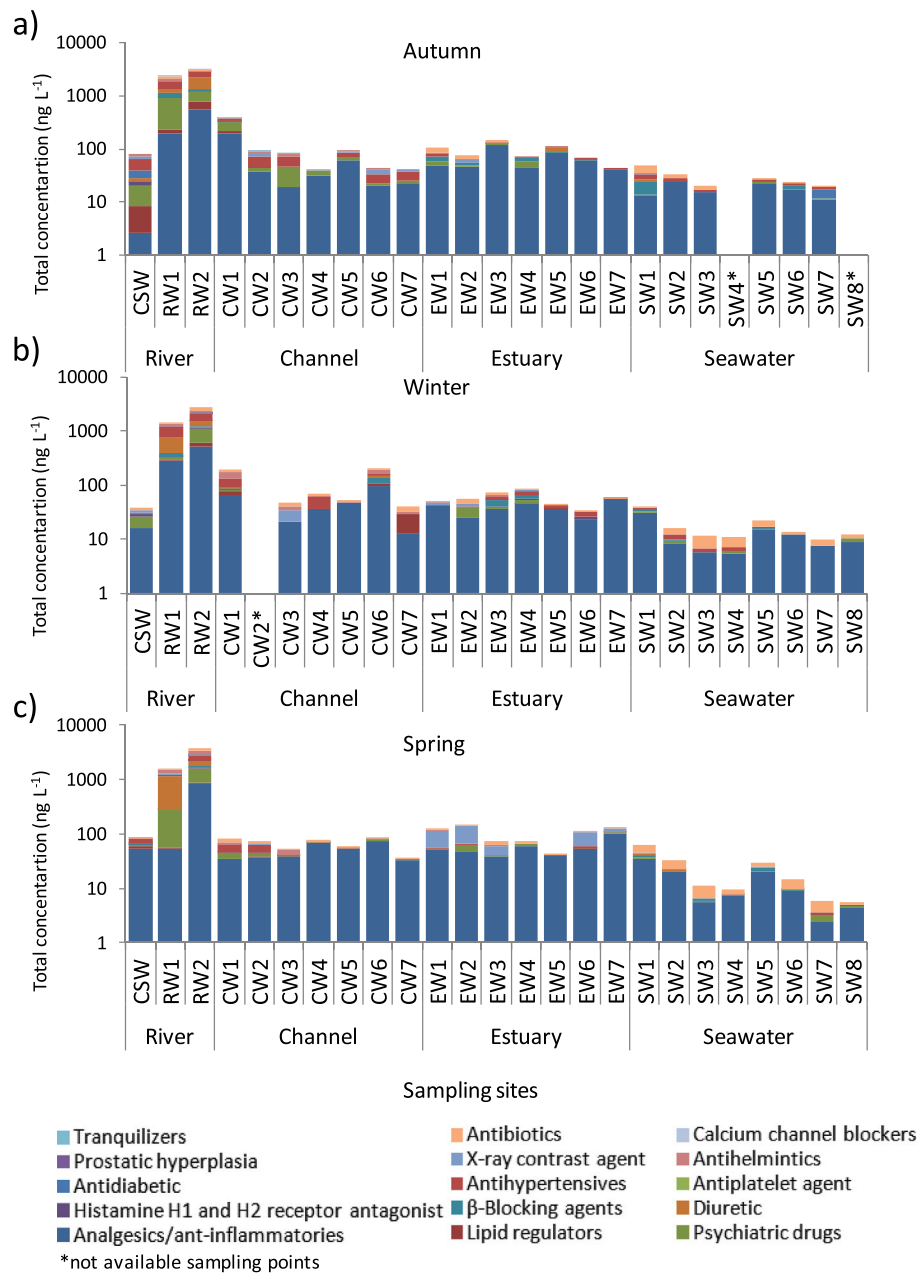 a)
Autumn
Total concentartion (ng L-1)
10000
1000
100
10
1
CSW RW1 RW2 CW1 CW2 CW3 CW4 CW5 CW6 CW7 EW1 EW2 EW3 EW4 EW5 EW6 EW7 SW1 SW2 SW3 SW4* SW5 SW6 SW7 SW8*
River Channel Estuary Seawater
b)
Winter
Total concentartion (ng L-1)
10000
1000
100
10
1
CSW RW1 RW2 CW1 CW2* CW3 CW4 CW5 CW6 CW7 EW1 EW2 EW3 EW4 EW5 EW6 EW7 SW1 SW2 SW3 SW4 SW5 SW6 SW7 SW8
River Channel Estuary Seawater
c)
Spring
Total concentartion (ng L-1)
10000
1000
100
10
1
CSW RW1 RW2 CW1 CW2 CW3 CW4 CW5 CW6 CW7 EW1 EW2 EW3 EW4 EW5 EW6 EW7 SW1 SW2 SW3 SW4 SW5 SW6 SW7 SW8
River Channel Estuary Seawater
Sampling sites
Tranquilizers Antibiotics Calcium channel blockers
Prostatic hyperplasia X-ray contrast agent Antihelmintics
Antidiabetic Antihypertensives Antiplatelet agent
Histamine H1 and H2 receptor antagonist β-Blocking agents Diuretic
Analgesics/ant-inflammatories Lipid regulators Psychiatric drugs
*not available sampling points